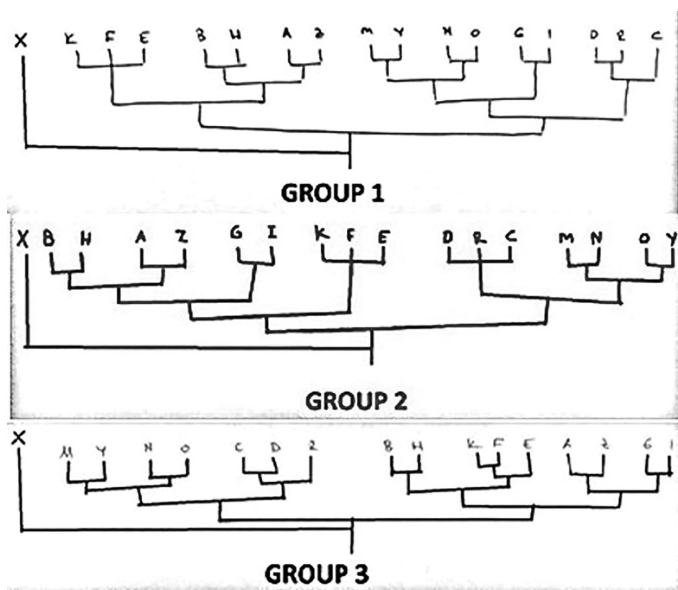 X K F E B H A Z M Y N O G I D R C
GROUP 1
X B H A Z G I K F E D R C M N O Y
GROUP 2
X M Y N O C D B H K F E A Z G I
GROUP 3